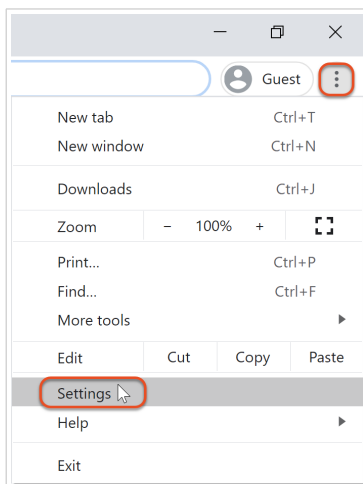 Guest
New tab Ctrl+T
New window Ctrl+N
Downloads Ctrl+J
Zoom - 100% +
Print... Ctrl+P
Find... Ctrl+F
More tools
Edit Cut Copy Paste
Settings
Help
Exit